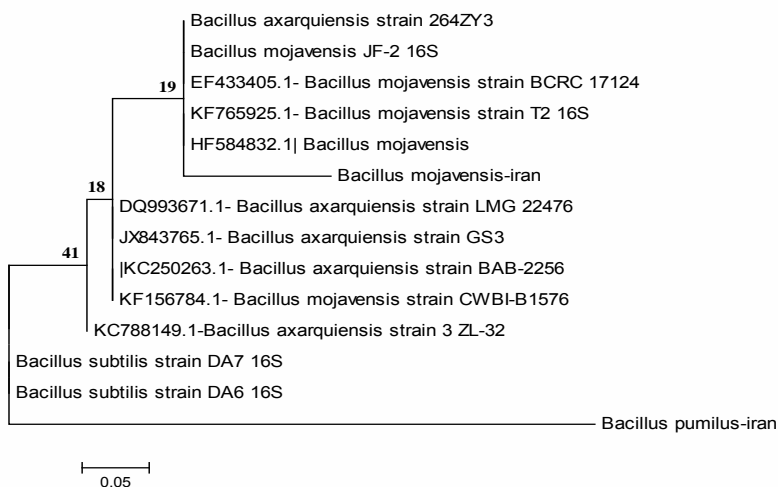 Bacillus axarquiensis strain 264ZY3
Bacillus mojavensis JF-2 16S
19
EF433405.1- Bacillus mojavensis strain BCRC 17124
KF765925.1- Bacillus mojavensis strain T2 16S
HF584832.1| Bacillus mojavensis
Bacillus mojavensis-iran
18
DQ993671.1- Bacillus axarquiensis strain LMG 22476
JX843765.1- Bacillus axarquiensis strain GS3
41
|KC250263.1- Bacillus axarquiensis strain BAB-2256
KF156784.1- Bacillus mojavensis strain CWBI-B1576
KC788149.1-Bacillus axarquiensis strain 3 ZL-32
Bacillus subtilis strain DA7 16S
Bacillus subtilis strain DA6 16S
Bacillus pumilus-iran
0.05